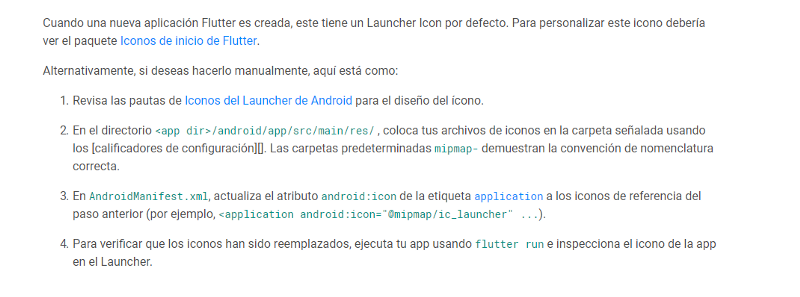 Cuando una nueva aplicación Flutter es creada, este tiene un Launcher Icon por defecto. Para personalizar este icono debería
ver el paquete Iconos de inicio de Flutter.
Alternativamente, si deseas hacerlo manualmente, aquí está como:
1. Revisa las pautas de Iconos del Launcher de Android para el diseño del ícono.
2. En el directorio <app dir>/android/app/src/main/res/ , coloca tus archivos de iconos en la carpeta señalada usando
los [calificadores de configuración][]. Las carpetas predeterminadas mipmap- demuestran la convención de nomenclatura
correcta.
3. En AndroidManifest.xml, actualiza el atributo android:icon de la etiqueta application a los iconos de referencia del
paso anterior (por ejemplo, <application android:icon="@mipmap/ic_launcher" ...).
4. Para verificar que los iconos han sido reemplazados, ejecuta tu app usando flutter run e inspecciona el icono de la app
en el Launcher.